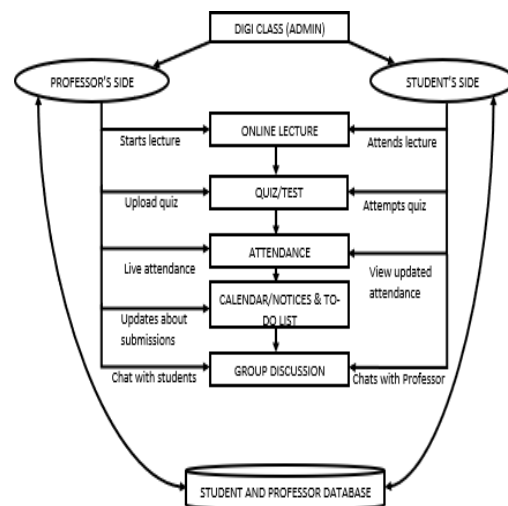 DIGI CLASS (ADMIN)
PROFESSOR'S SIDE
STUDENT'S SIDE
ONLINE LECTURE
Starts lecture
Attends lecture
QUIZ/TEST
Upload quiz
Attempts quiz
ATTENDANCE
Live attendance
View updated
attendance
CALENDAR/NOTICES & TO-
DO LIST
Updates about
submissions
GROUP DISCUSSION
Chat with students
Chats with Professor
STUDENT AND PROFESSOR DATABASE